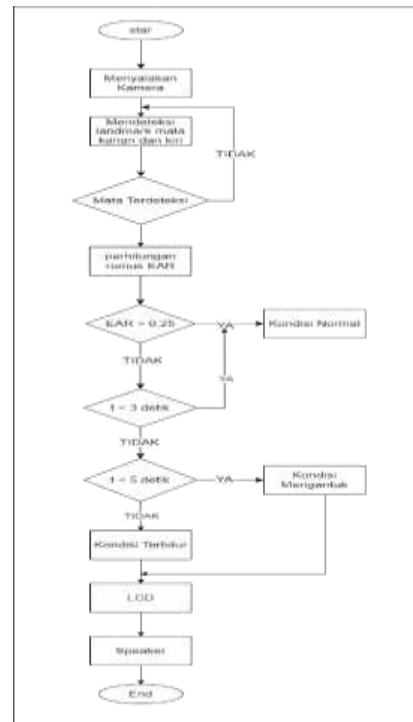 star
Menyalakan
Kamera
Mendeteksi
landmark mata
kanan dan kiri
TIDAK
Mata Terdeteksi
perhitungan
rumus EAR
EAR > 0,25
YA
Kondisi Normal
TIDAK
YA
t < 3 detik
TIDAK
t < 5 detik
YA
Kondisi
Mengantuk
TIDAK
Kondisi Tertidur
LCD
Speaker
End